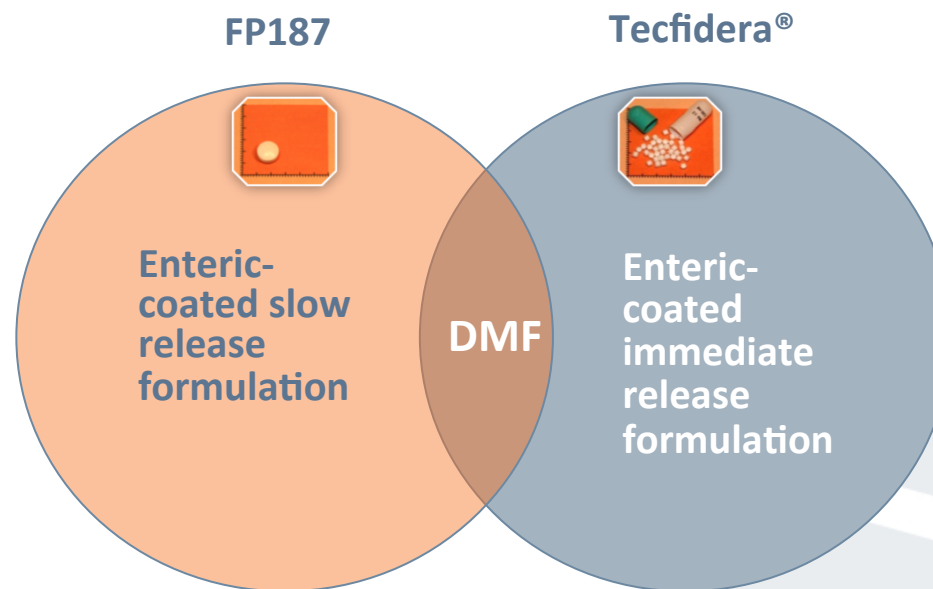 FP187
Tecfidera®
Enteric-
coated slow
release
formulation
DMF
Enteric-
coated
immediate
release
formulation